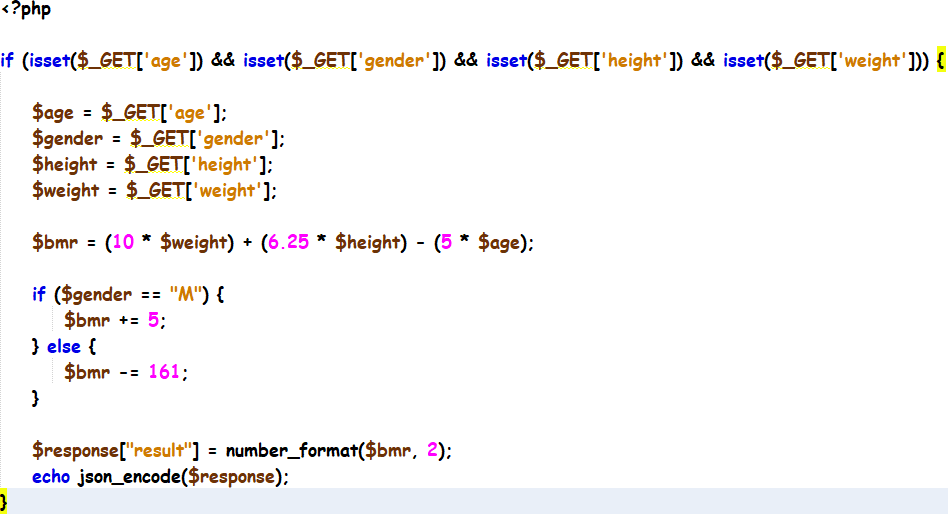 <?php
if (isset($_GET['age']) && isset($_GET['gender']) && isset($_GET['height']) && isset($_GET['weight'])) {
$age = $_GET['age'];
$gender = $_GET['gender'];
$height = $_GET['height'];
$weight = $_GET['weight'];
$bmr = (10 * $weight) + (6.25 * $height) - (5 * $age);
if ($gender == "M") {
$bmr += 5;
} else {
$bmr -= 161;
}
$response["result"] = number_format($bmr, 2);
echo json_encode($response);
}